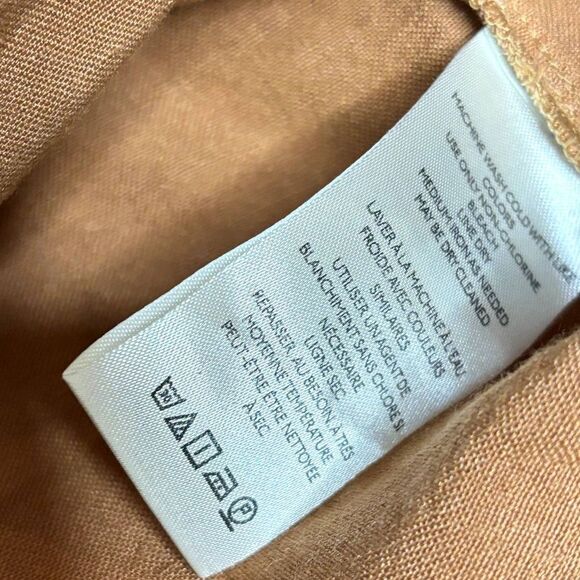 MACHINE WASH COLD WITH LIKE
COLORS
USE ONLY NON-CHLORINE
BLEACH
LINE DRY
MEDIUM IRON AS NEEDED
MAY BE DRY CLEANED
LAVER À LA MACHINE À L'EAU
FROIDE AVEC COULEURS
SIMILAIRES
UTILISER UN AGENT DE
BLANCHIMENT SANS CHLORE SI
NÉCESSAIRE
LIGNE SEC
REPASSER AU BESOIN À TRÈS
MOYENNE TEMPÉRATURE
PEUT-ÊTRE ÊTRE NETTOYÉE
À SEC
30
P